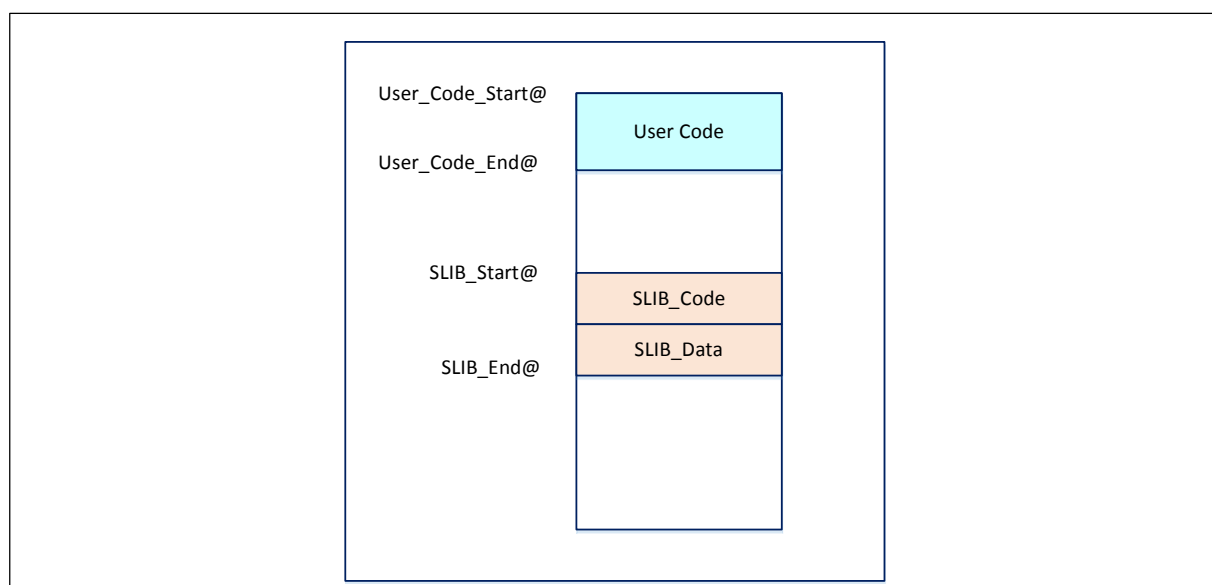 User_Code_Start@
User Code
User_Code_End@
SLIB_Start@
SLIB_Code
SLIB_Data
SLIB_End@